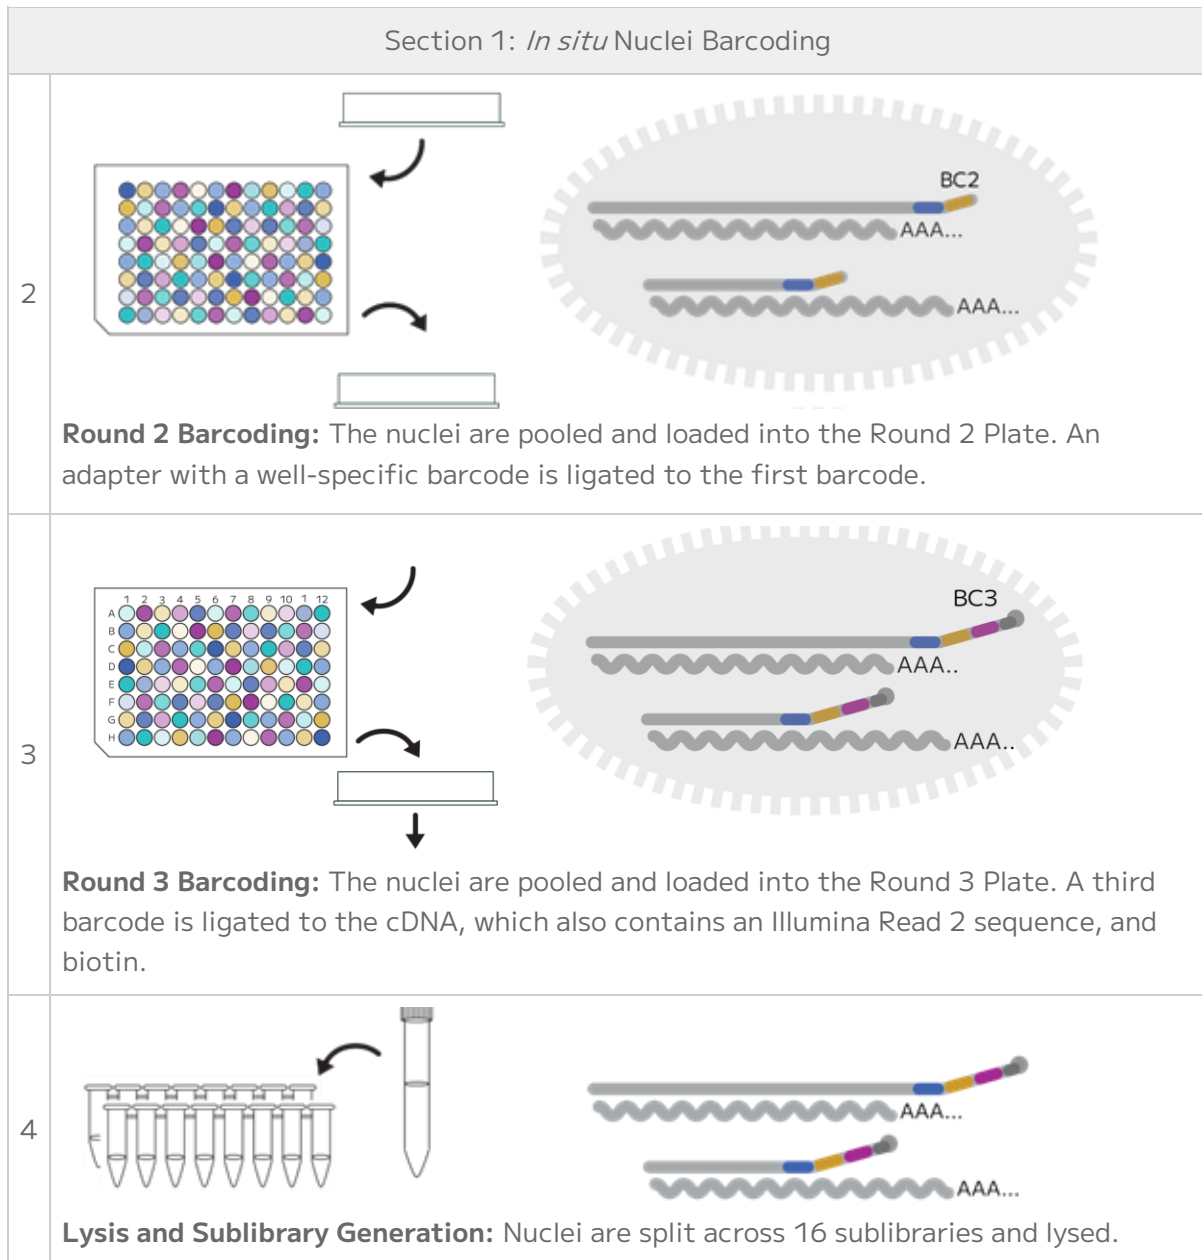 Section 1: In situ Nuclei Barcoding
2
BC2
AAA...
AAA...
Round 2 Barcoding: The nuclei are pooled and loaded into the Round 2 Plate. An
adapter with a well-specific barcode is ligated to the first barcode.
3
1 2 3 4 5 6 7 8 9 10 1 12
A
B
C
D
E
F
G
H
BC3
AAA..
AAA..
Round 3 Barcoding: The nuclei are pooled and loaded into the Round 3 Plate. A third
barcode is ligated to the cDNA, which also contains an Illumina Read 2 sequence, and
biotin.
4
AAA...
AAA...
Lysis and Sublibrary Generation: Nuclei are split across 16 sublibraries and lysed.